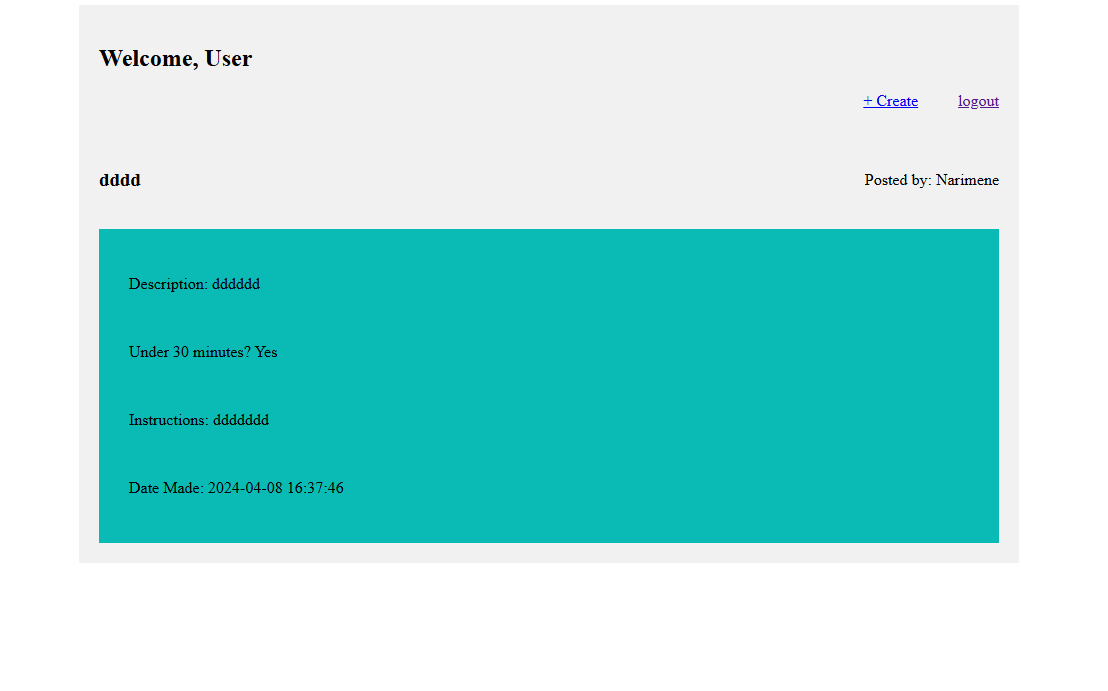 Welcome, User
+ Create logout
dddd Posted by: Narimene
Description: dddddd
Under 30 minutes? Yes
Instructions: ddddddd
Date Made: 2024-04-08 16:37:46